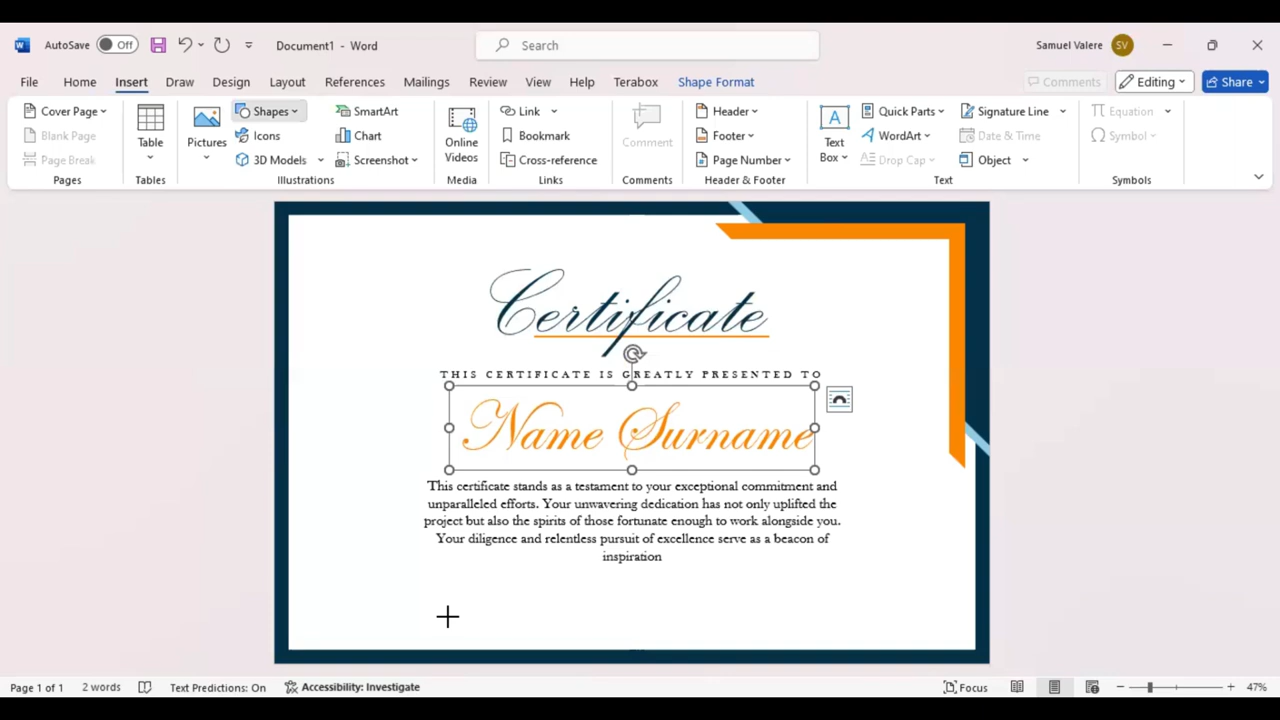 AutoSave Off Document1 - Word Search Samuel Valere SV
File Home Insert Draw Design Layout References Mailings Review View Help Terabox Shape Format Comments Editing Share
Cover Page
Blank Page
Page Break
Pages
Table
Tables
Pictures
Shapes
Icons
3D Models
SmartArt
Chart
Screenshot
Illustrations
Online
Videos
Media
Link
Bookmark
Cross-reference
Links
Comment
Comments
Header
Footer
Page Number
Header & Footer
A
Text
Box
Quick Parts
WordArt
Drop Cap
Signature Line
Date & Time
Object
Text
Equation
Symbol
Symbols
Certificate
THIS CERTIFICATE IS GREATLY PRESENTED TO
Name Surname
This certificate stands as a testament to your exceptional commitment and
unparalleled efforts. Your unwavering dedication has not only uplifted the
project but also the spirits of those fortunate enough to work alongside you.
Your diligence and relentless pursuit of excellence serve as a beacon of
inspiration
Page 1 of 1 2 words Text Predictions: On Accessibility: Investigate Focus 47%